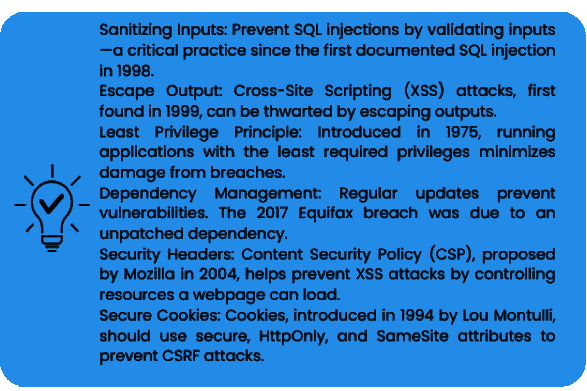 Sanitizing Inputs: Prevent SQL injections by validating inputs
—a critical practice since the first documented SQL injection
in 1998.
Escape Output: Cross-Site Scripting (XSS) attacks, first
found in 1999, can be thwarted by escaping outputs.
Least Privilege Principle: Introduced in 1975, running
applications with the least required privileges minimizes
damage from breaches.
Dependency Management: Regular updates prevent
vulnerabilities. The 2017 Equifax breach was due to an
unpatched dependency.
Security Headers: Content Security Policy (CSP), proposed
by Mozilla in 2004, helps prevent XSS attacks by controlling
resources a webpage can load.
Secure Cookies: Cookies, introduced in 1994 by Lou Montulli,
should use secure, HttpOnly, and SameSite attributes to
prevent CSRF attacks.